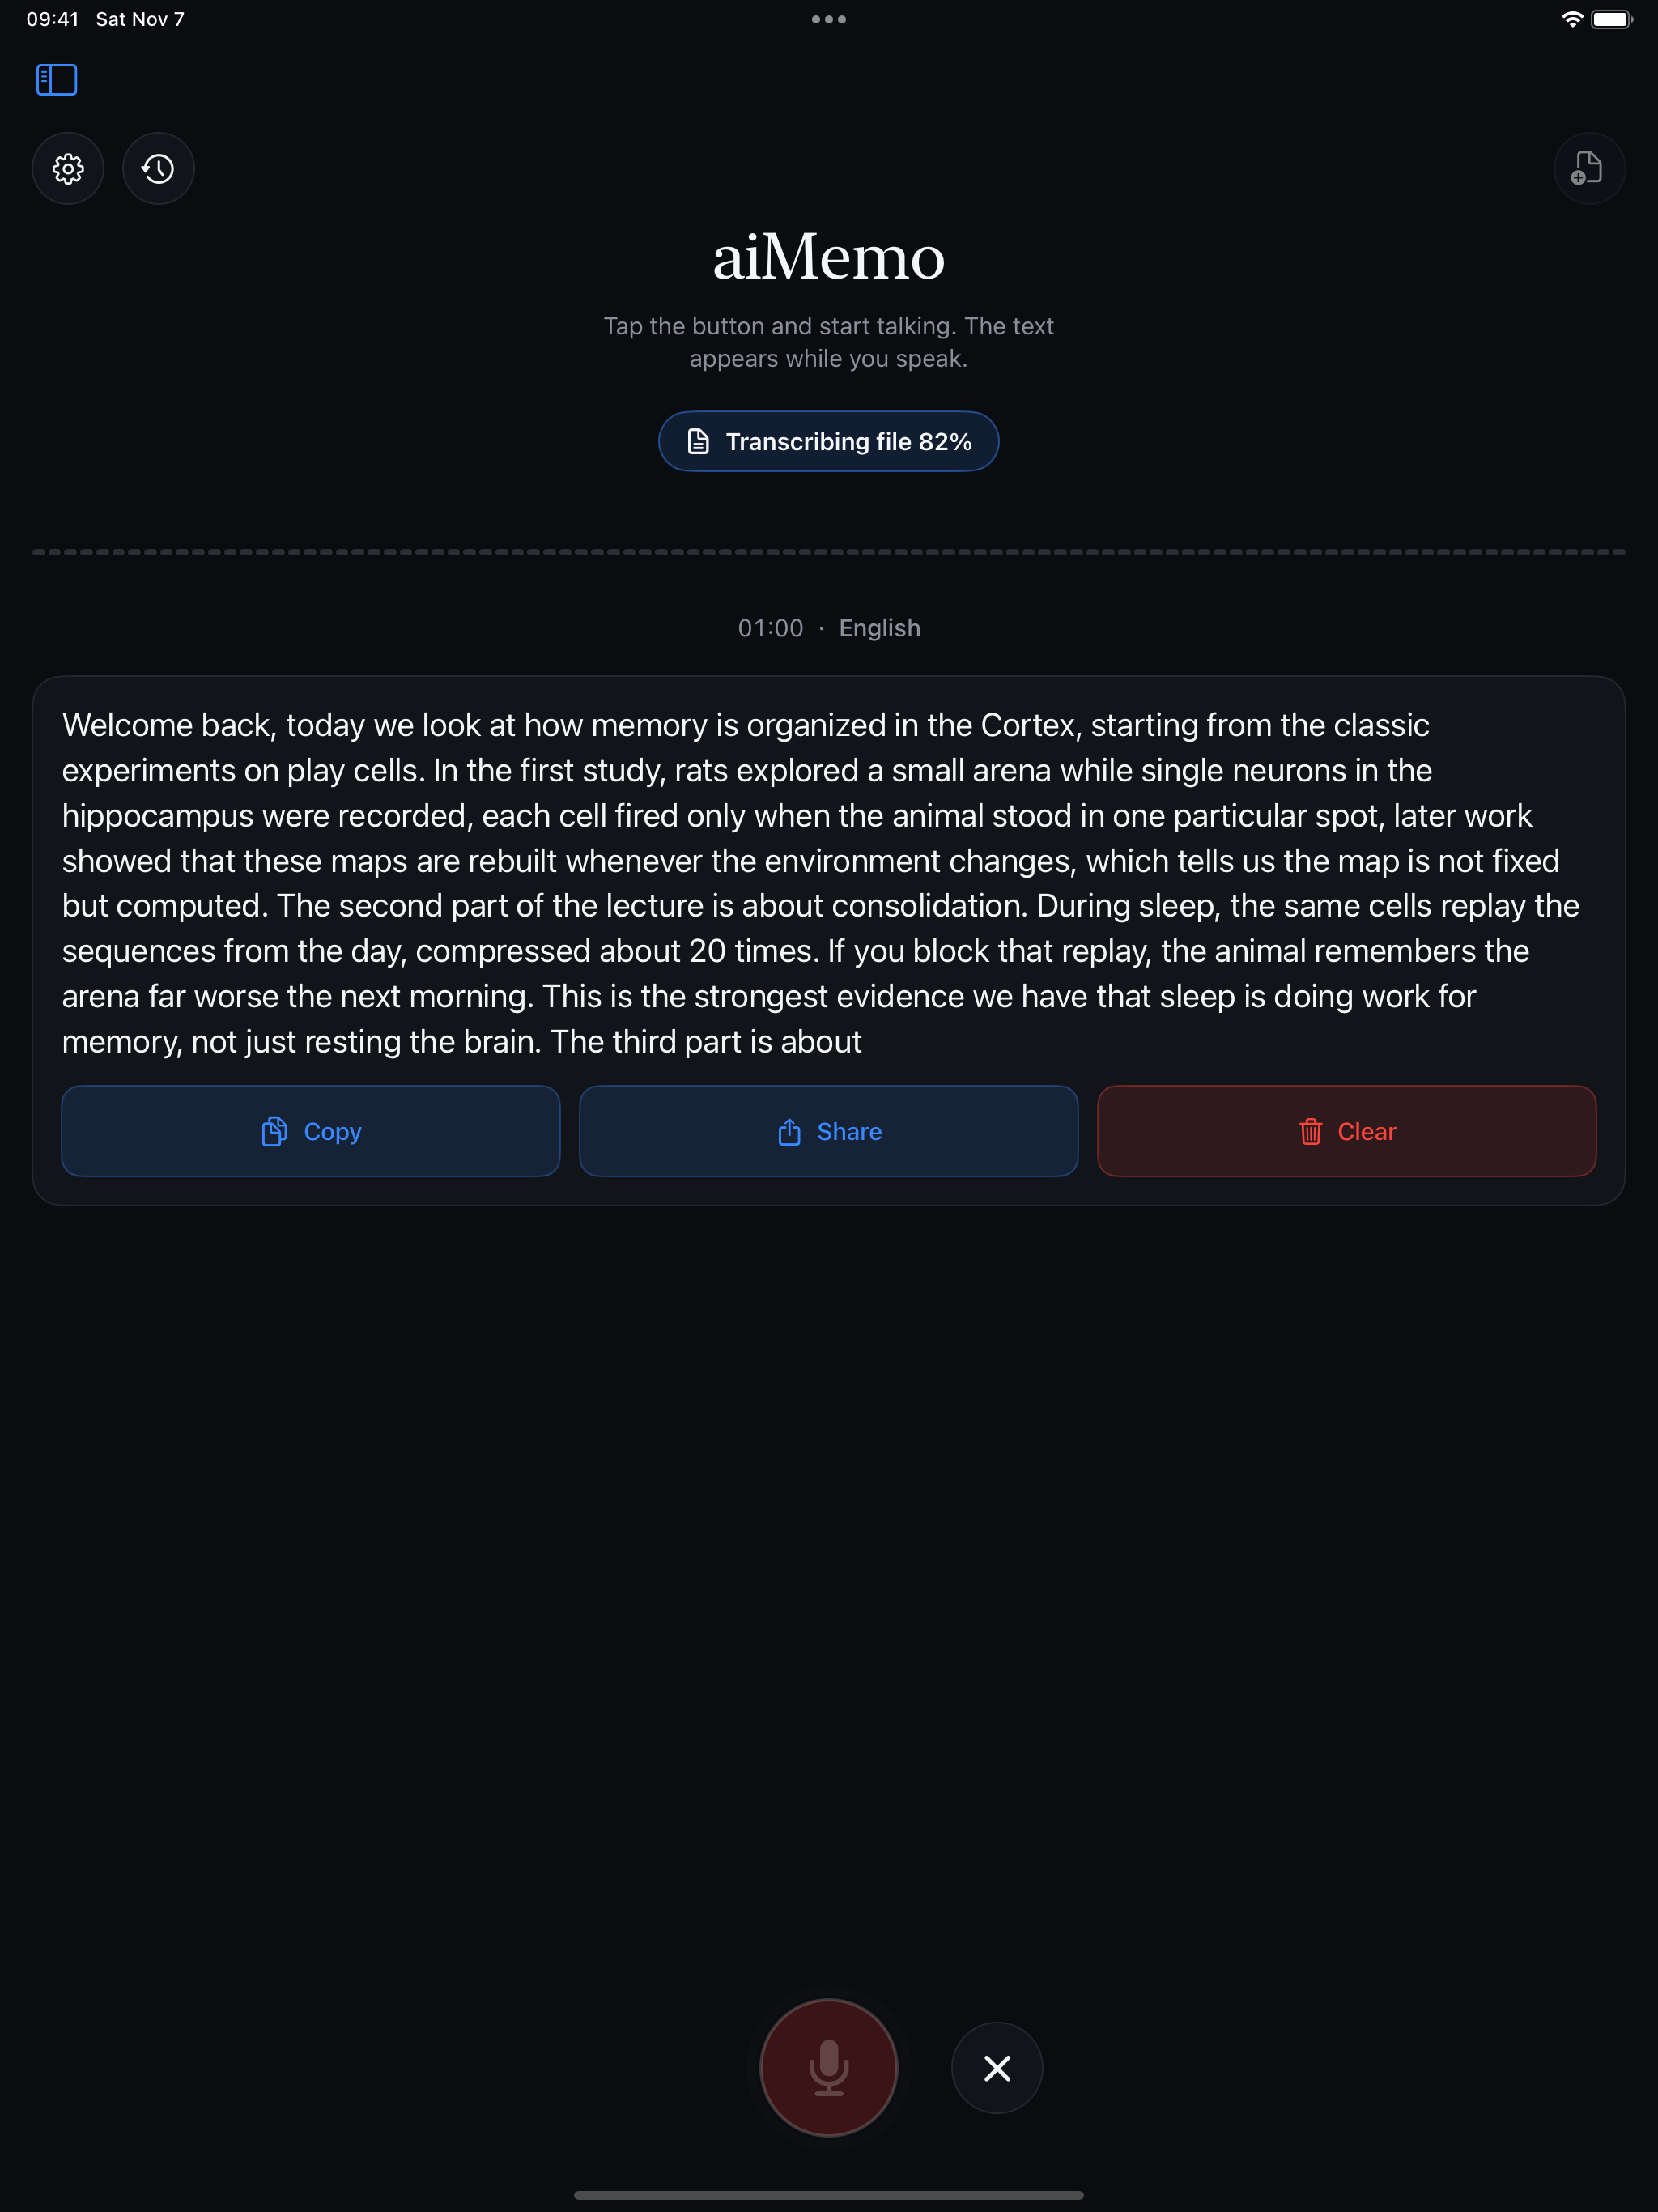 09:41 Sat Nov 7
aiMemo
Tap the button and start talking. The text
appears while you speak.
Transcribing file 82%
01:00 · English
Welcome back, today we look at how memory is organized in the Cortex, starting from the classic
experiments on play cells. In the first study, rats explored a small arena while single neurons in the
hippocampus were recorded, each cell fired only when the animal stood in one particular spot, later work
showed that these maps are rebuilt whenever the environment changes, which tells us the map is not fixed
but computed. The second part of the lecture is about consolidation. During sleep, the same cells replay the
sequences from the day, compressed about 20 times. If you block that replay, the animal remembers the
arena far worse the next morning. This is the strongest evidence we have that sleep is doing work for
memory, not just resting the brain. The third part is about
Copy
Share
Clear